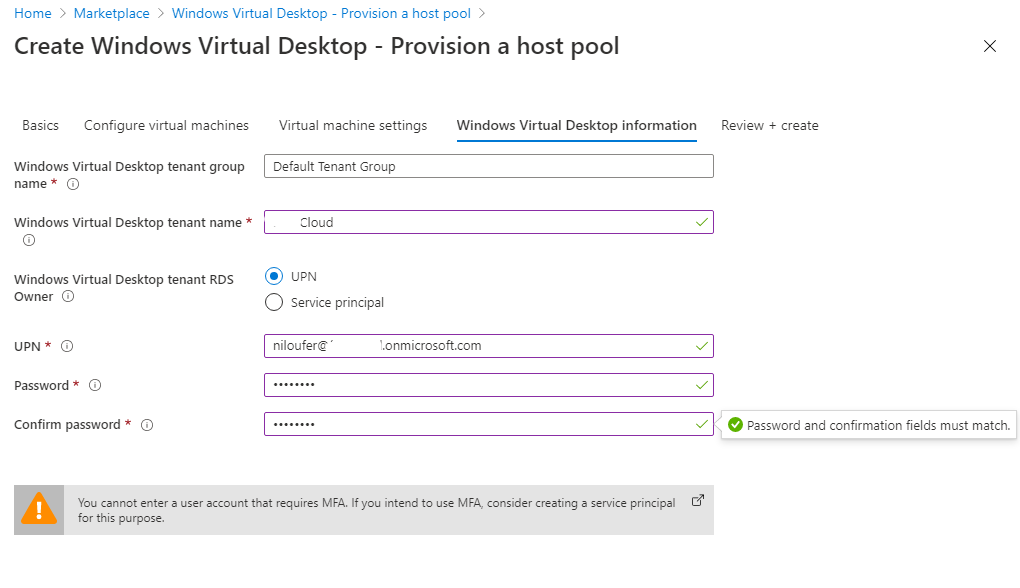 Home > Marketplace > Windows Virtual Desktop - Provision a host pool >
Create Windows Virtual Desktop - Provision a host pool
Basics Configure virtual machines Virtual machine settings Windows Virtual Desktop information Review + create
Windows Virtual Desktop tenant group
name *
Default Tenant Group
Windows Virtual Desktop tenant name *
Cloud
Windows Virtual Desktop tenant RDS
Owner
UPN
Service principal
UPN *
niloufer@ .onmicrosoft.com
Password *
••••••••
Confirm password *
••••••••
Password and confirmation fields must match.
You cannot enter a user account that requires MFA. If you intend to use MFA, consider creating a service principal
for this purpose.